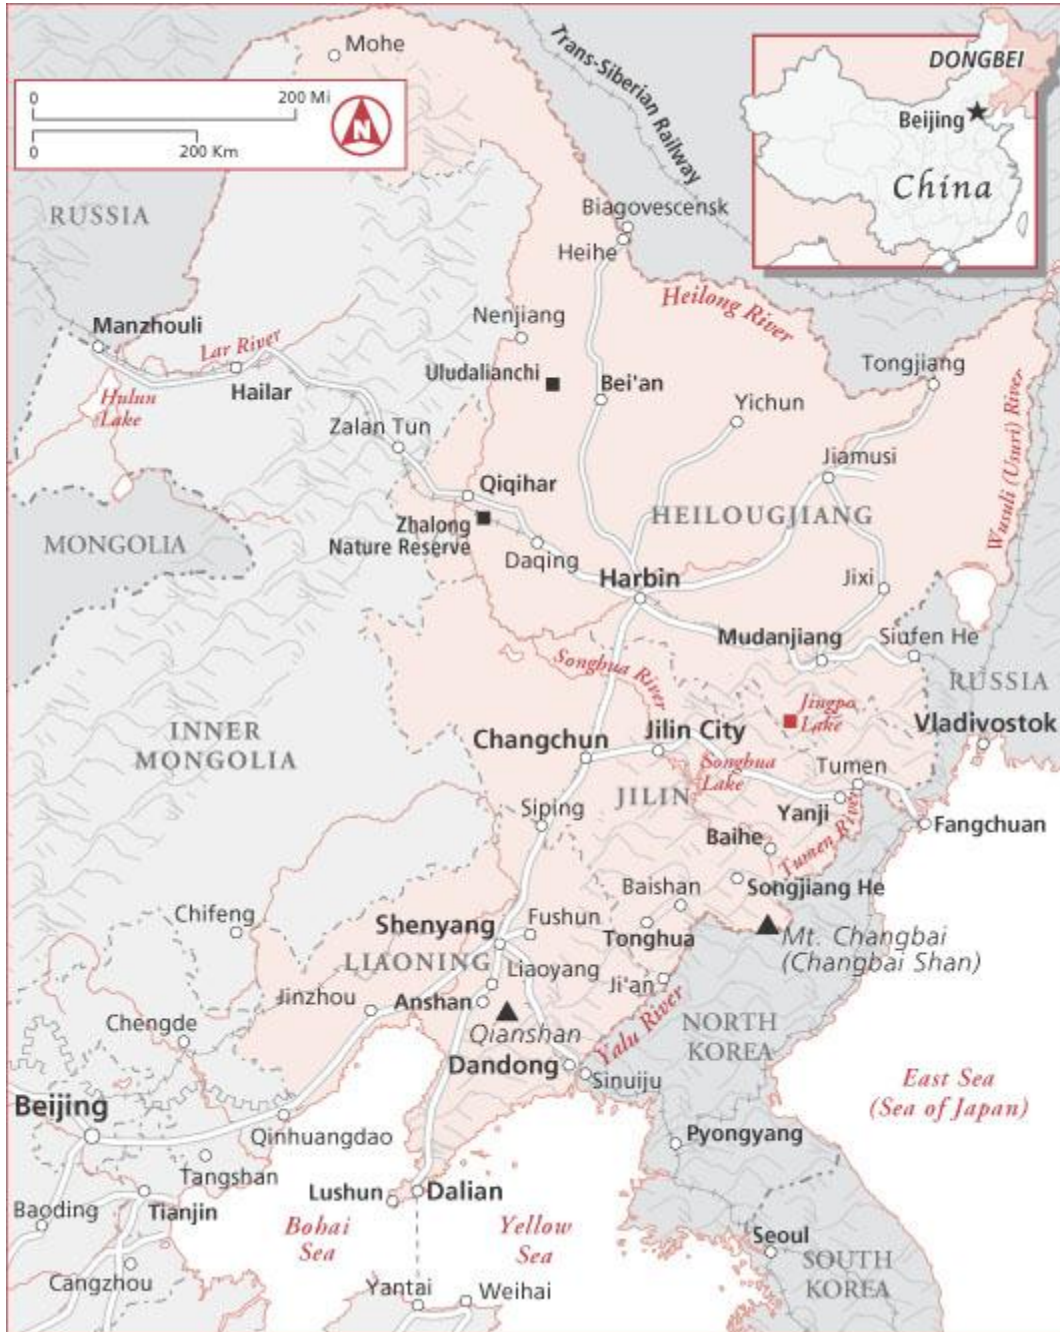 Mohe
0
200 Mi
N
0
200 Km
Trans-Siberian Railway
DONGBEI
Beijing
China
RUSSIA
Biagovescensk
Heihe
Heilong River
Nenjiang
Manzhouli
Lar River
Hailar
Hulun
Lake
Uludalianchi
Bei'an
Tongjiang
Yichun
Zalan Tun
Jiamusi
Wusuli (Usuri) River
Qiqihar
HEILOUGJIANG
Zhalong
Nature Reserve
MONGOLIA
Daqing
Harbin
Jixi
Mudanjiang
Siufen He
Songhua River
RUSSIA
Jingpo
Lake
INNER
MONGOLIA
Changchun
Jilin City
Vladivostok
Songhua
Lake
Tumen
JILIN
Siping
Yanji
Fangchuan
Baihe
Tumen River
Baishan
Songjiang He
Chifeng
Shenyang
Fushun
Tonghua
Mt. Changbai
(Changbai Shan)
LIAONING
Liaoyang
Ji'an
Jinzhou
Anshan
Chengde
Qianshan
Yalu River
NORTH
KOREA
Dandong
Sinuiju
East Sea
(Sea of Japan)
Beijing
Qinhuangdao
Pyongyang
Tangshan
Lushun
Dalian
Baoding
Tianjin
Bohai
Sea
Yellow
Sea
Seoul
SOUTH
KOREA
Cangzhou
Yantai
Weihai